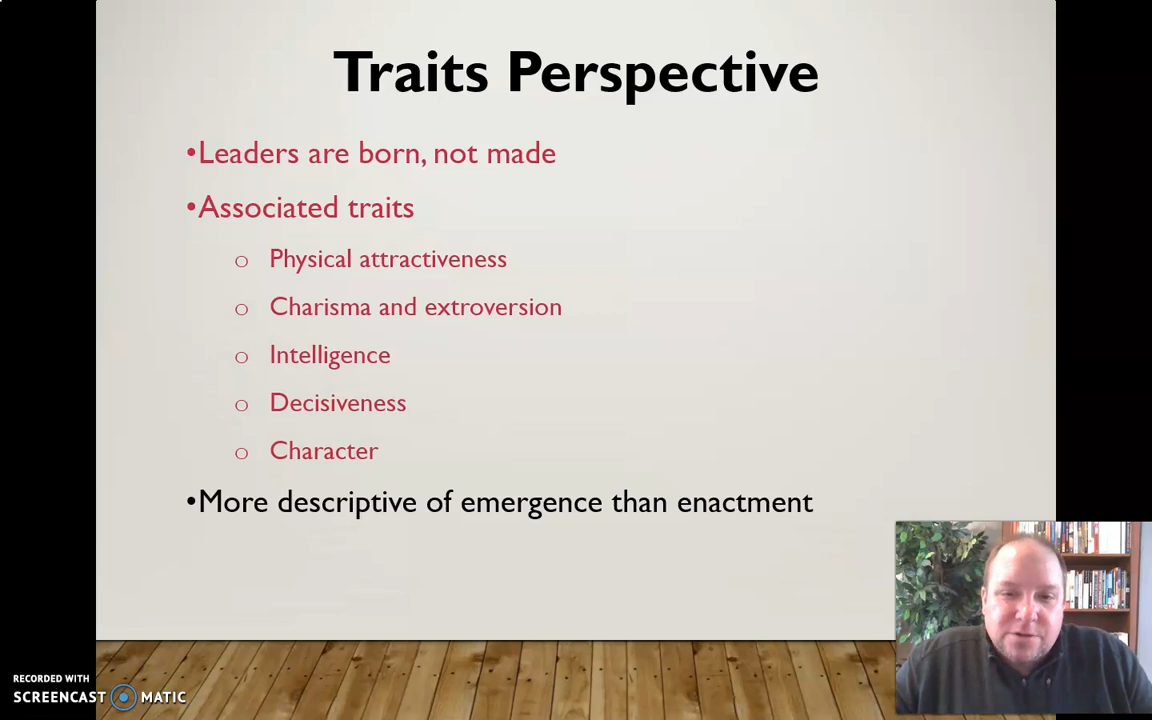 Traits Perspective
•Leaders are born, not made
•Associated traits
o Physical attractiveness
o Charisma and extroversion
o Intelligence
o Decisiveness
o Character
•More descriptive of emergence than enactment
RECORDED WITH
SCREENCAST MATIC